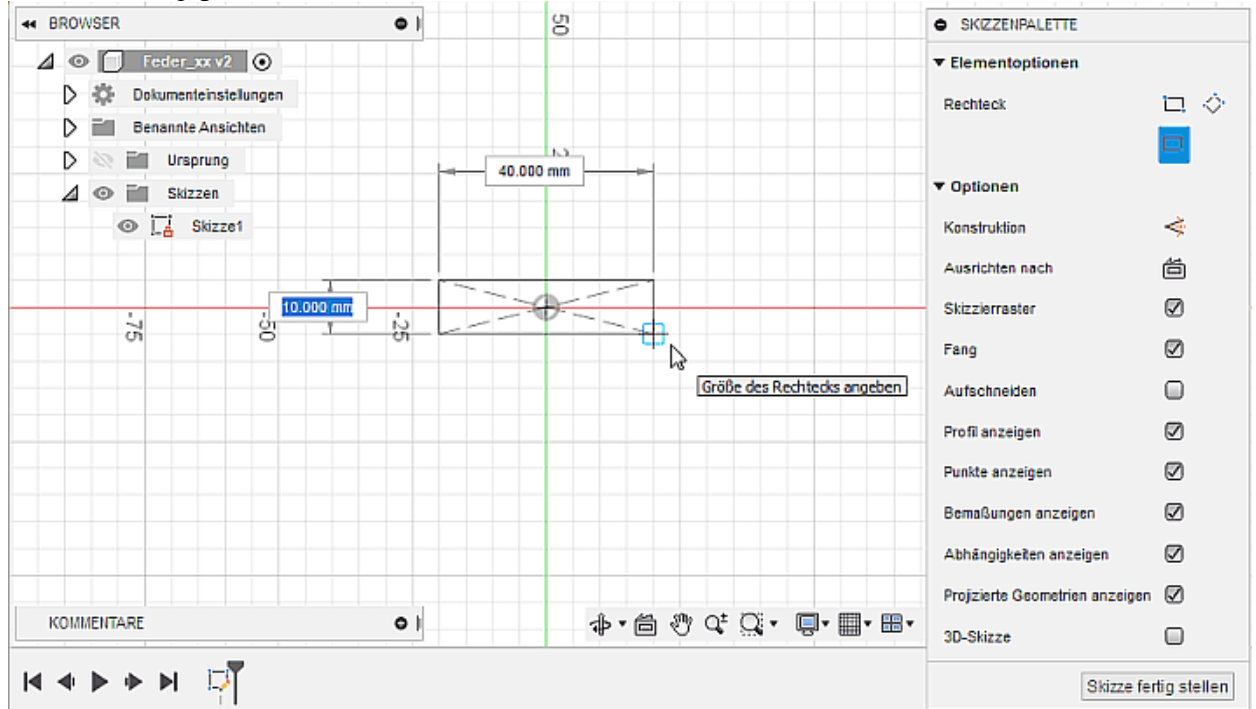 BROWSER
Feder_xx v2
Dokumenteinstellungen
Benannte Ansichten
Ursprung
Skizzen
Skizze1
50
40.000 mm
10.000 mm
-75
-50
-25
Größe des Rechtecks angeben
KOMMENTARE
SKIZZENPALETTE
Elementoptionen
Rechteck
Optionen
Konstruktion
Ausrichten nach
Skizzierraster
Fang
Aufschneiden
Profil anzeigen
Punkte anzeigen
Bemaßungen anzeigen
Abhängigkeiten anzeigen
Projizierte Geometrien anzeigen
3D-Skizze
Skizze fertig stellen